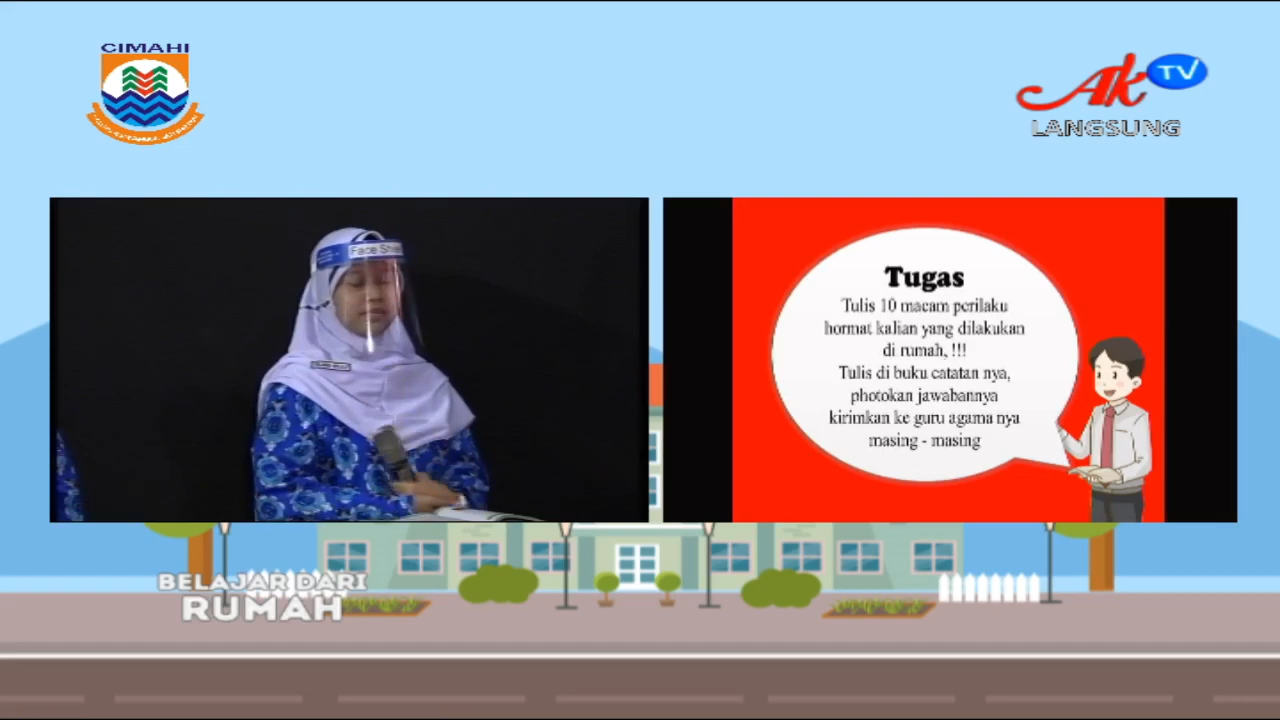 CIMAHI
Ak TV
LANGSUNG
Face Shield
Tugas
Tulis 10 macam perilaku
hormat kalian yang dilakukan
di rumah, !!!
Tulis di buku catatan nya,
photokan jawabannya
kirimkan ke guru agama nya
masing - masing
BELAJAR DARI
RUMAH